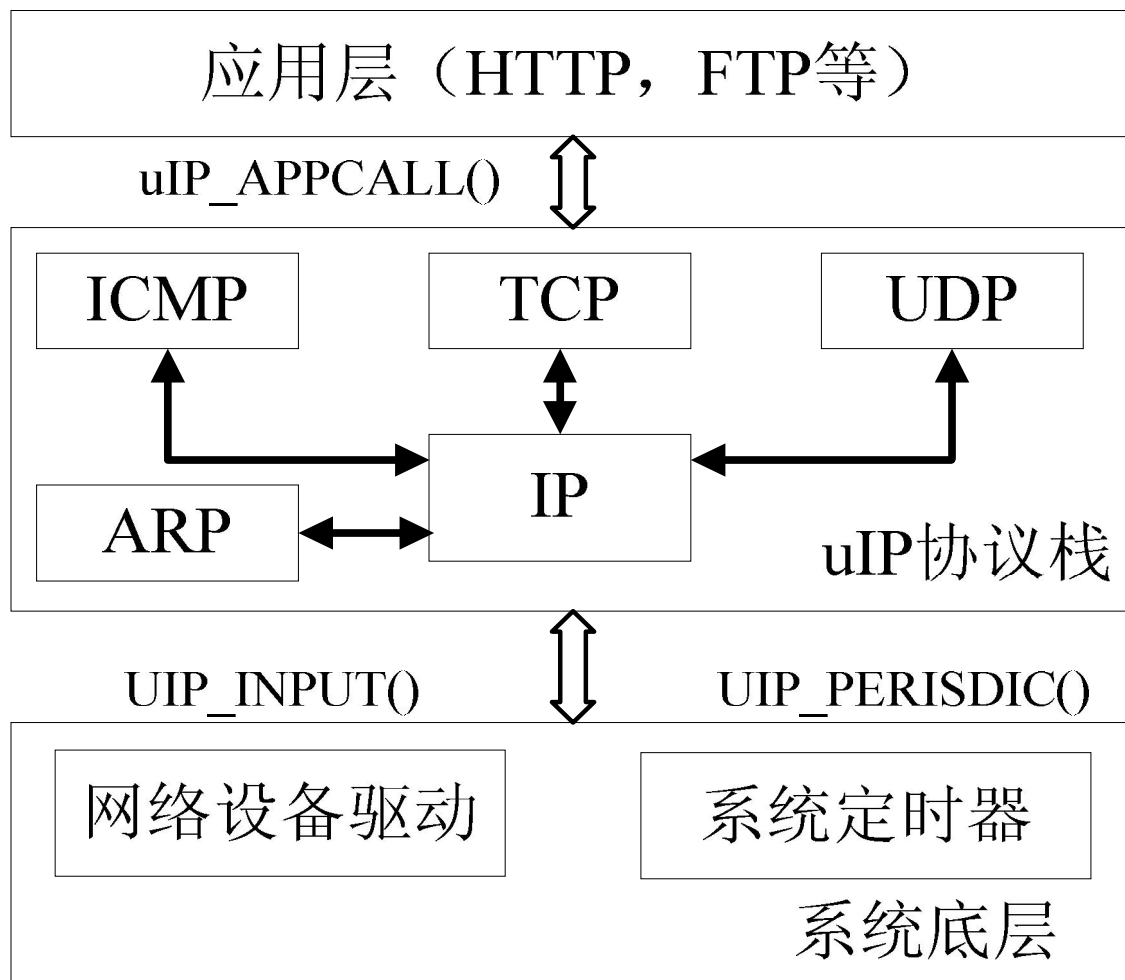 应用层（HTTP，FTP等）
uIP_APPCALL()
ICMP
TCP
UDP
IP
ARP
uIP协议栈
UIP_INPUT()
UIP_PERISDIC()
网络设备驱动
系统定时器
系统底层